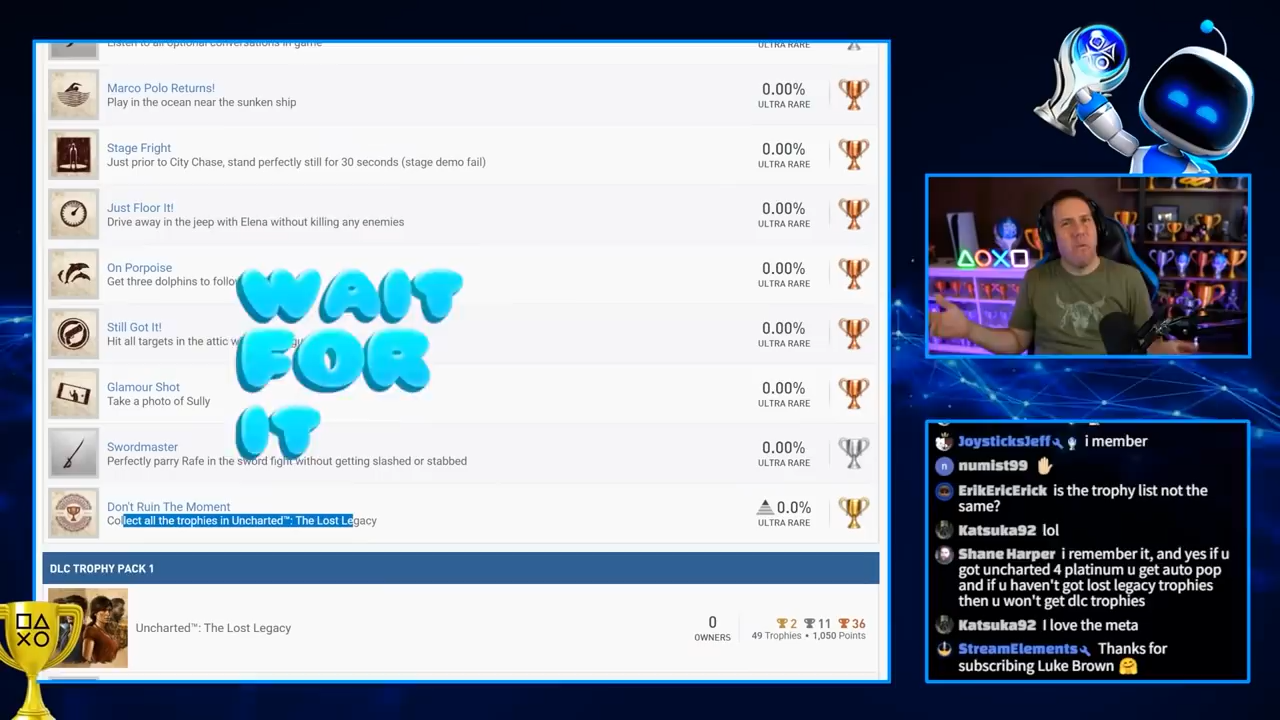 Listen to all optional conversations in game
ULTRA RARE
Marco Polo Returns!
Play in the ocean near the sunken ship
0.00%
ULTRA RARE
Stage Fright
Just prior to City Chase, stand perfectly still for 30 seconds (stage demo fail)
0.00%
ULTRA RARE
Just Floor It!
Drive away in the jeep with Elena without killing any enemies
0.00%
ULTRA RARE
On Porpoise
Get three dolphins to follow
0.00%
ULTRA RARE
Still Got It!
Hit all targets in the attic
0.00%
ULTRA RARE
Glamour Shot
Take a photo of Sully
0.00%
ULTRA RARE
Swordmaster
Perfectly parry Rafe in the sword fight without getting slashed or stabbed
0.00%
ULTRA RARE
Don't Ruin The Moment
Collect all the trophies in Uncharted™: The Lost Legacy
0.0%
ULTRA RARE
WAIT
FOR
IT
DLC TROPHY PACK 1
Uncharted™: The Lost Legacy
0
OWNERS
2 11 36
49 Trophies • 1,050 Points
JoysticksJeff i member
numist99
ErikEricErick is the trophy list not the
same?
Katsuka92 lol
Shane Harper i remember it, and yes if u
got uncharted 4 platinum u get auto pop
and if u haven't got lost legacy trophies
then u won't get dlc trophies
Katsuka92 I love the meta
StreamElements Thanks for
subscribing Luke Brown